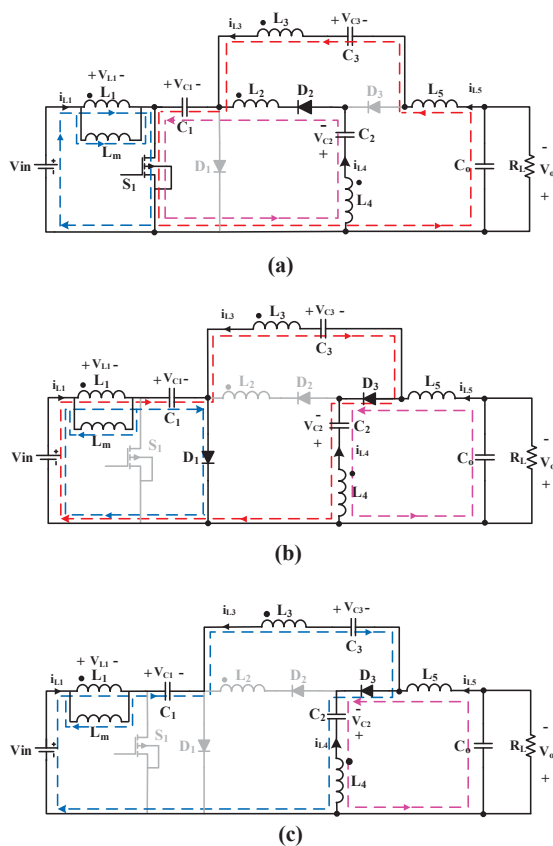 L3 + VC3 -
iL3
C3
+ VL1 -
iL1 L1 + VC1 - L2 D2 D3 L5 iL5
C1 VC2 - + C2
Lm
Vin S1 D1 iL4 L4 Co RL - Vo +
(a)
L3 + VC3 -
iL3
C3
+ VL1 -
iL1 L1 + VC1 - L2 D2 D3 L5 iL5
C1 - VC2 + C2
Lm S1
Vin D1 iL4 L4 Co RL - Vo +
(b)
+ VC3 -
iL3 L3
C3
+ VL1 -
iL1 L1 + VC1 - L2 D2 D3 L5 iL5
C1 C2 - VC2 +
Lm S1
Vin D1 iL4 L4 Co RL - Vo +
(c)